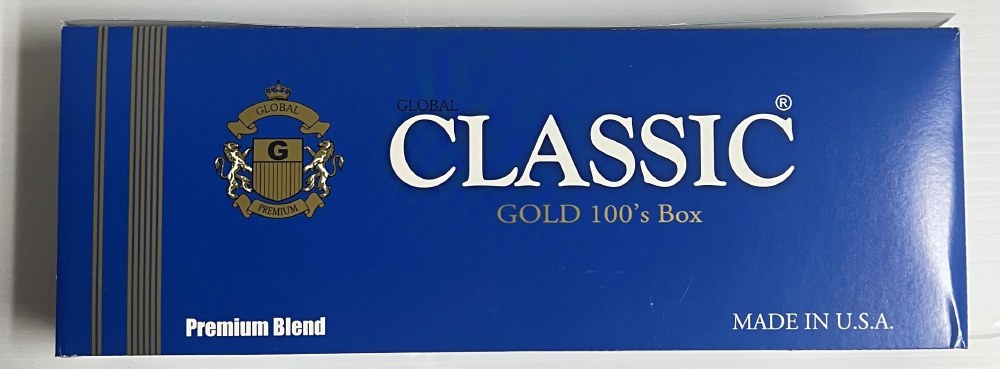 GLOBAL
G
PREMIUM
GLOBAL
CLASSIC®
GOLD 100's Box
Premium Blend
MADE IN U.S.A.